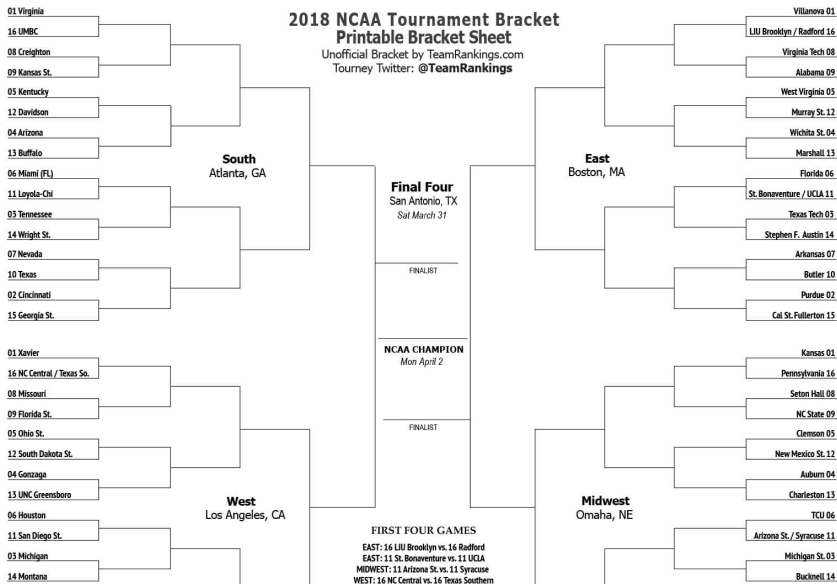 2018 NCAA Tournament Bracket
Printable Bracket Sheet
Unofficial Bracket by TeamRankings.com
Tourney Twitter: @TeamRankings
01 Virginia
16 UMBC
08 Creighton
09 Kansas St.
05 Kentucky
12 Davidson
04 Arizona
13 Buffalo
06 Miami (FL)
11 Loyola-Chi
03 Tennessee
14 Wright St.
07 Nevada
10 Texas
02 Cincinnati
15 Georgia St.
South
Atlanta, GA
01 Xavier
16 NC Central / Texas So.
08 Missouri
09 Florida St.
05 Ohio St.
12 South Dakota St.
04 Gonzaga
13 UNC Greensboro
06 Houston
11 San Diego St.
03 Michigan
14 Montana
West
Los Angeles, CA
Final Four
San Antonio, TX
Sat March 31
FINALIST
NCAA CHAMPION
Mon April 2
FINALIST
FIRST FOUR GAMES
EAST: 16 LIU Brooklyn vs. 16 Radford
EAST: 11 St. Bonaventure vs. 11 UCLA
MIDWEST: 11 Arizona St. vs. 11 Syracuse
WEST: 16 NC Central vs. 16 Texas Southern
Villanova 01
LIU Brooklyn / Radford 16
Virginia Tech 08
Alabama 09
West Virginia 05
Murray St. 12
Wichita St. 04
Marshall 13
Florida 06
St. Bonaventure / UCLA 11
Texas Tech 03
Stephen F. Austin 14
Arkansas 07
Butler 10
Purdue 02
Cal St. Fullerton 15
East
Boston, MA
Kansas 01
Pennsylvania 16
Seton Hall 08
NC State 09
Clemson 05
New Mexico St. 12
Auburn 04
Charleston 13
TCU 06
Arizona St. / Syracuse 11
Michigan St. 03
Bucknell 14
Midwest
Omaha, NE